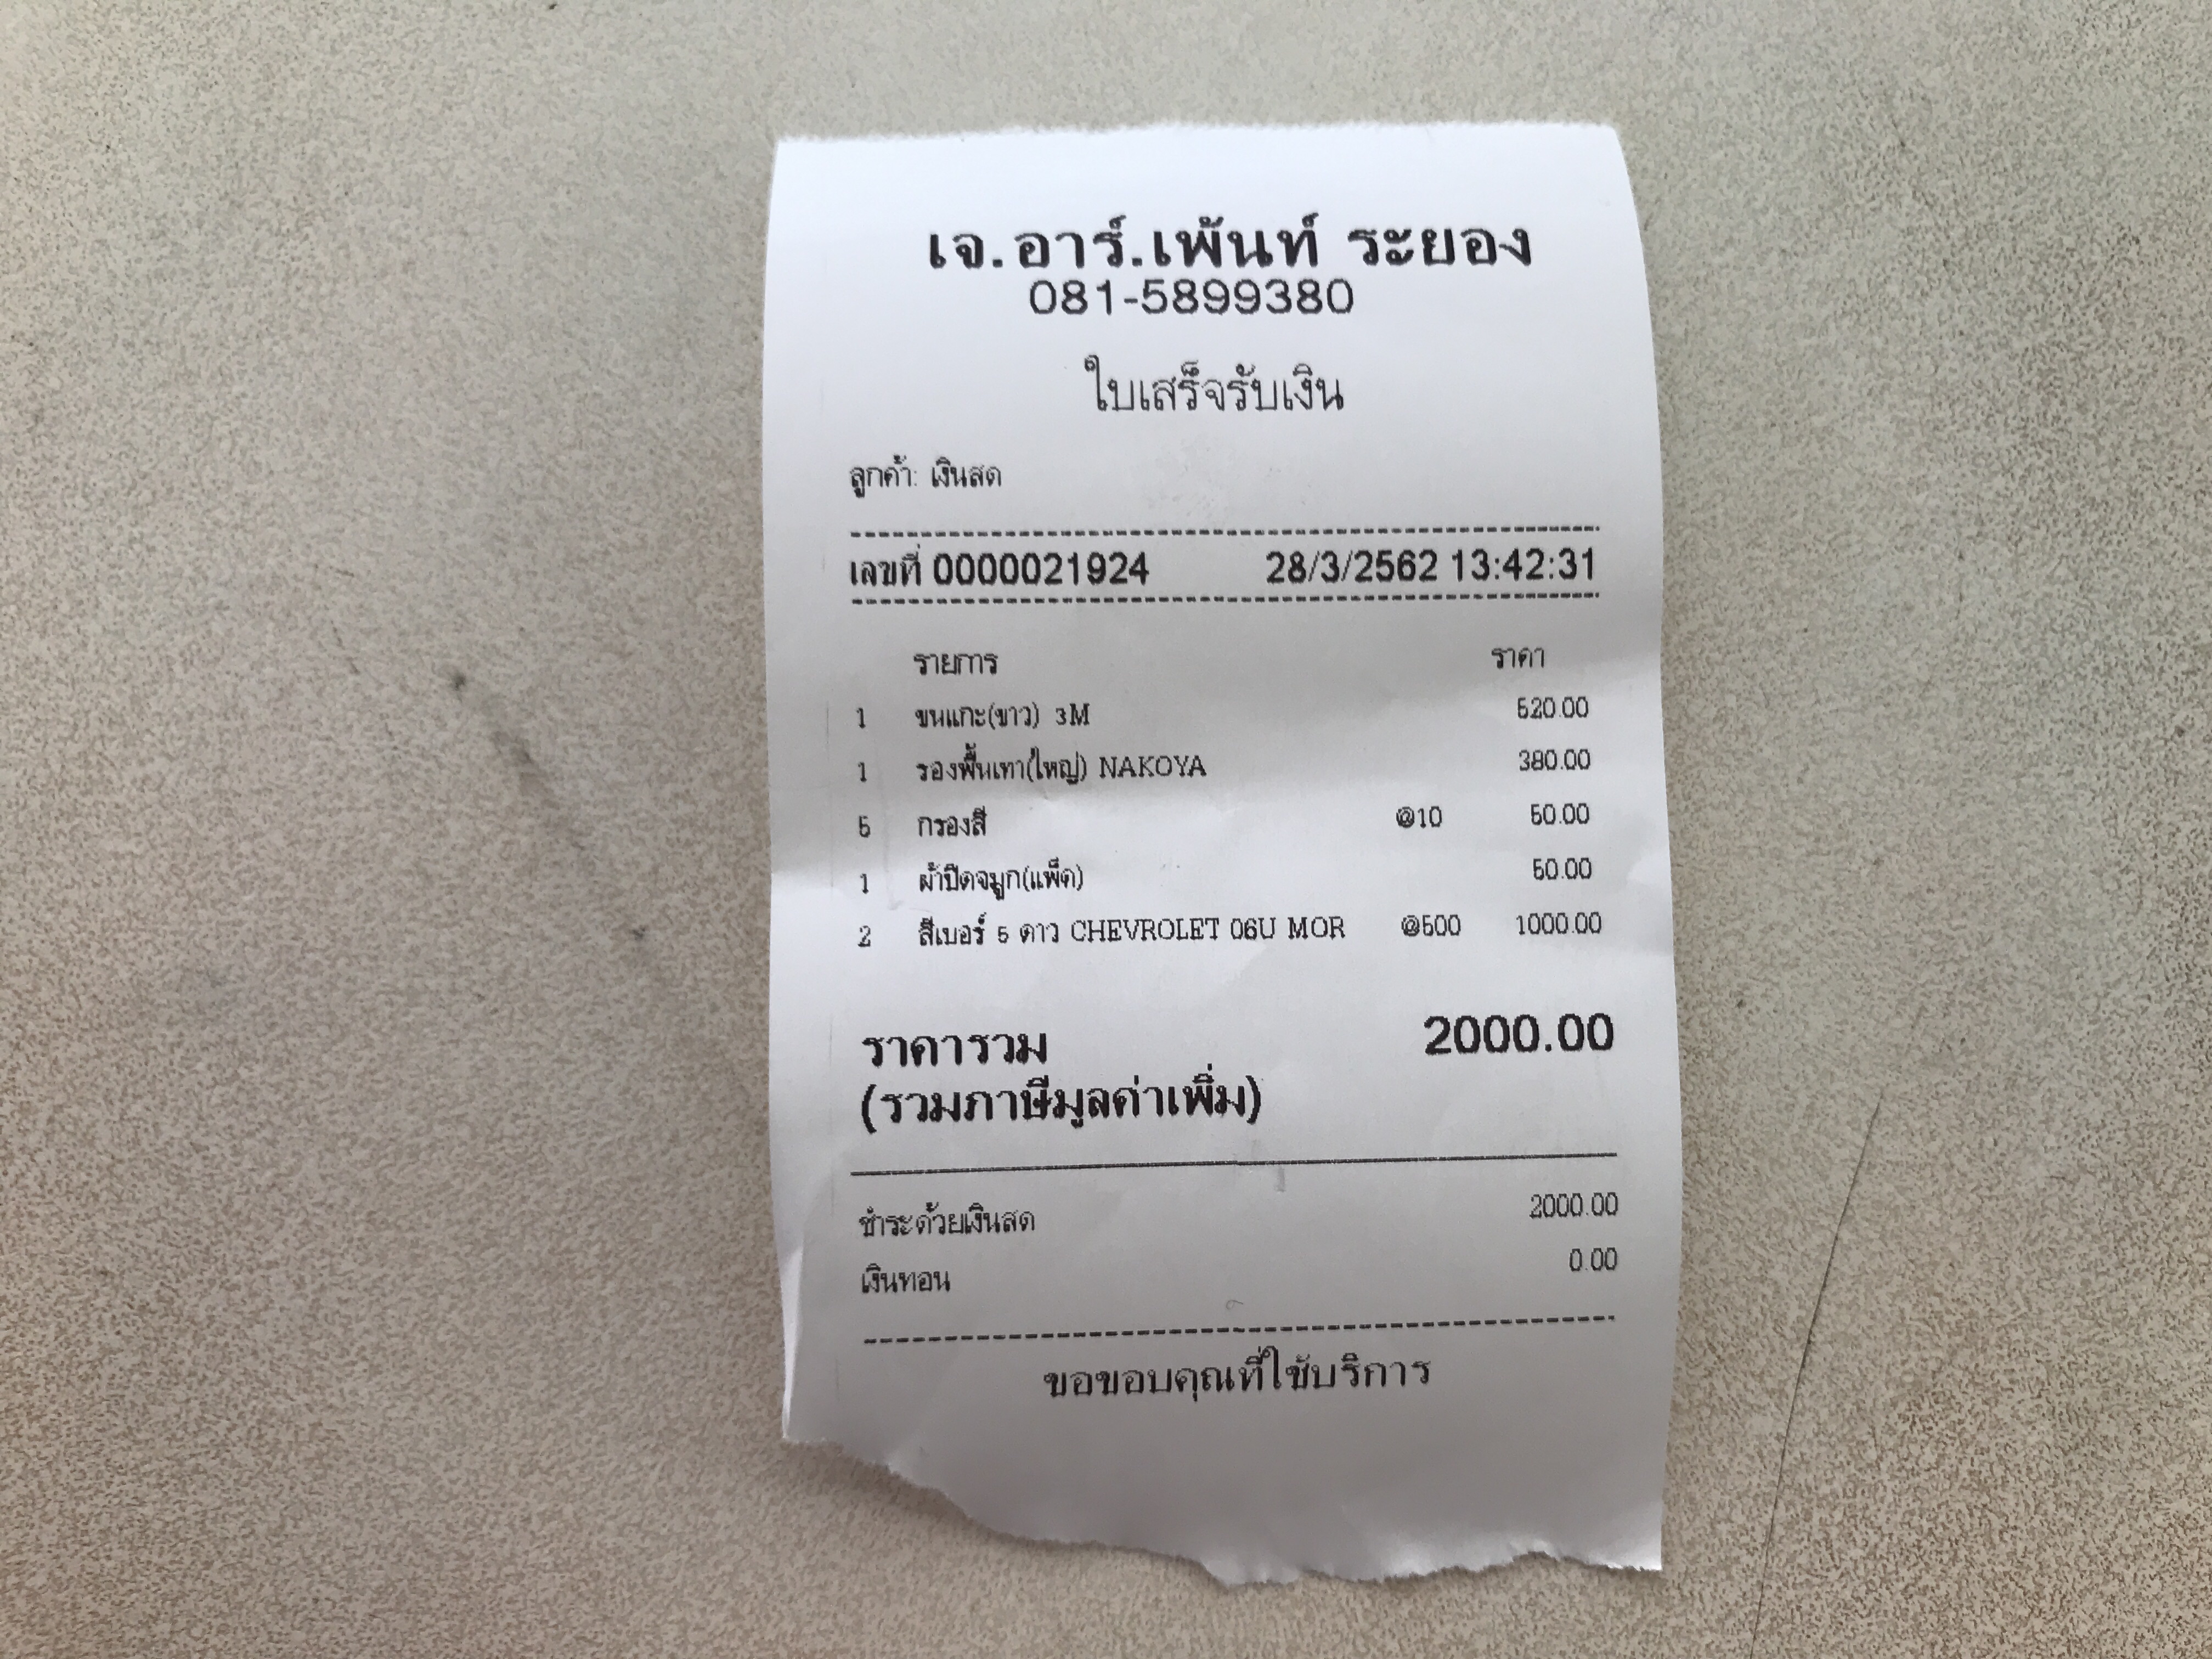 เจ.อาร์.เพ้นท์ ระยอง
081-5899380
ใบเสร็จรับเงิน
ลูกค้า: เงินสด
เลขที่ 0000021924 28/3/2562 13:42:31
รายการ ราคา
1 ขนแกะ(ขาว) 3M 520.00
1 รองพื้นเทา(ใหญ่) NAKOYA 380.00
5 กรองสี @10 50.00
1 ผ้าปิดจมูก(แพ็ด) 50.00
2 สีเบอร์ 5 ดาว CHEVROLET 06U MOR @500 1000.00
ราคารวม 2000.00
(รวมภาษีมูลค่าเพิ่ม)
ชำระด้วยเงินสด 2000.00
เงินทอน 0.00
ขอขอบคุณที่ใช้บริการ